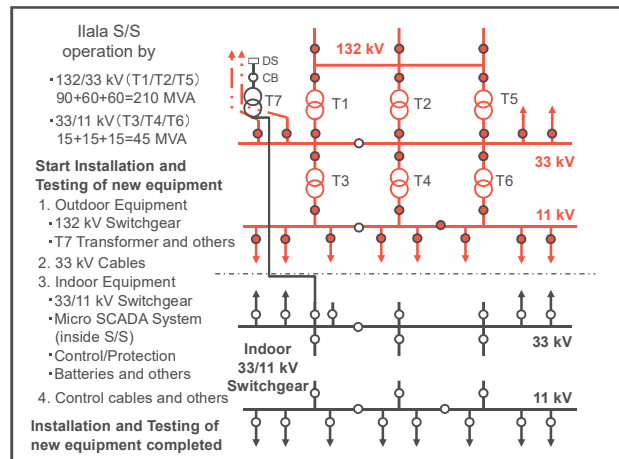 Ilala S/S
operation by
・132/33 kV(T1/T2/T5)
90+60+60=210 MVA
・33/11 kV(T3/T4/T6)
15+15+15=45 MVA
Start Installation and
Testing of new equipment
1. Outdoor Equipment
・132 kV Switchgear
・T7 Transformer and others
2. 33 kV Cables
3. Indoor Equipment
・33/11 kV Switchgear
・Micro SCADA System
(inside S/S)
・Control/Protection
・Batteries and others
4. Control cables and others
Installation and Testing of
new equipment completed
132 kV
DS
CB
T7
T1
T2
T5
33 kV
T3
T4
T6
11 kV
33 kV
Indoor
33/11 kV
Switchgear
11 kV